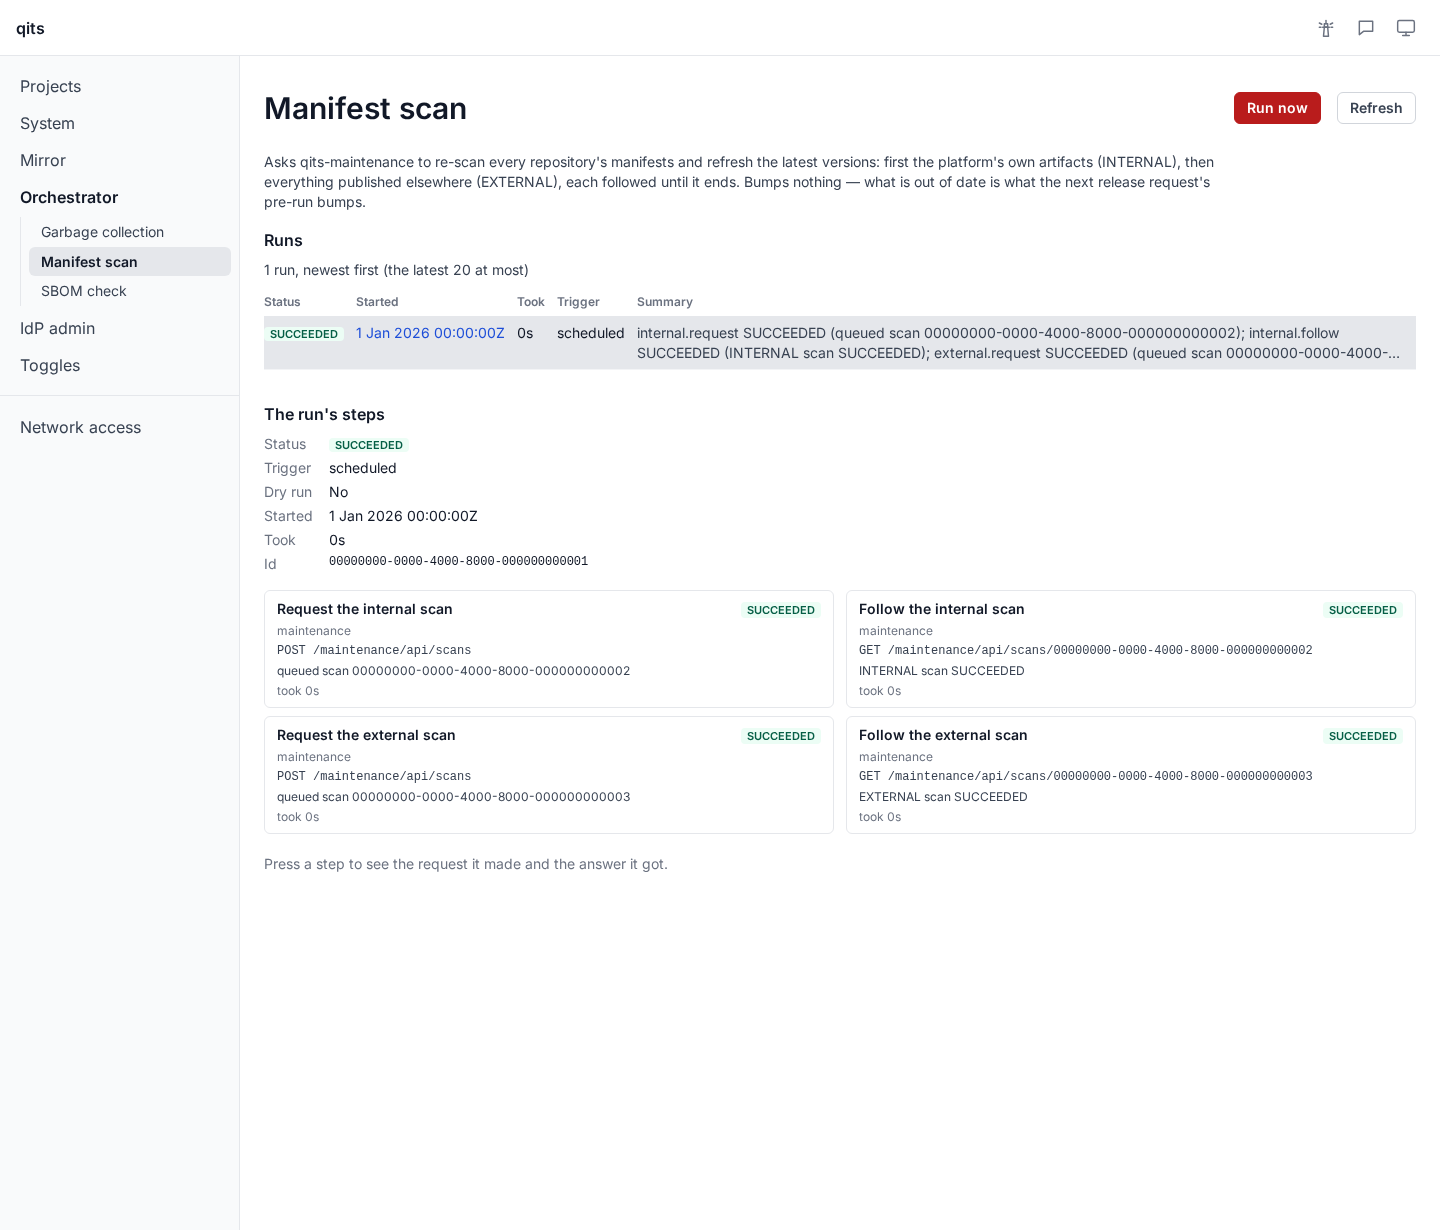 qits
Projects
System
Mirror
Orchestrator
Garbage collection
Manifest scan
SBOM check
IdP admin
Toggles
Network access
Manifest scan
Run now
Refresh
Asks qits-maintenance to re-scan every repository's manifests and refresh the latest versions: first the platform's own artifacts (INTERNAL), then
everything published elsewhere (EXTERNAL), each followed until it ends. Bumps nothing — what is out of date is what the next release request's
pre-run bumps.
Runs
1 run, newest first (the latest 20 at most)
Status Started Took Trigger Summary
SUCCEEDED 1 Jan 2026 00:00:00Z 0s scheduled internal.request SUCCEEDED (queued scan 00000000-0000-4000-8000-000000000002); internal.follow
SUCCEEDED (INTERNAL scan SUCCEEDED); external.request SUCCEEDED (queued scan 00000000-0000-4000-…
The run's steps
Status SUCCEEDED
Trigger scheduled
Dry run No
Started 1 Jan 2026 00:00:00Z
Took 0s
Id 00000000-0000-4000-8000-000000000001
Request the internal scan SUCCEEDED
maintenance
POST /maintenance/api/scans
queued scan 00000000-0000-4000-8000-000000000002
took 0s
Follow the internal scan SUCCEEDED
maintenance
GET /maintenance/api/scans/00000000-0000-4000-8000-000000000002
INTERNAL scan SUCCEEDED
took 0s
Request the external scan SUCCEEDED
maintenance
POST /maintenance/api/scans
queued scan 00000000-0000-4000-8000-000000000003
took 0s
Follow the external scan SUCCEEDED
maintenance
GET /maintenance/api/scans/00000000-0000-4000-8000-000000000003
EXTERNAL scan SUCCEEDED
took 0s
Press a step to see the request it made and the answer it got.